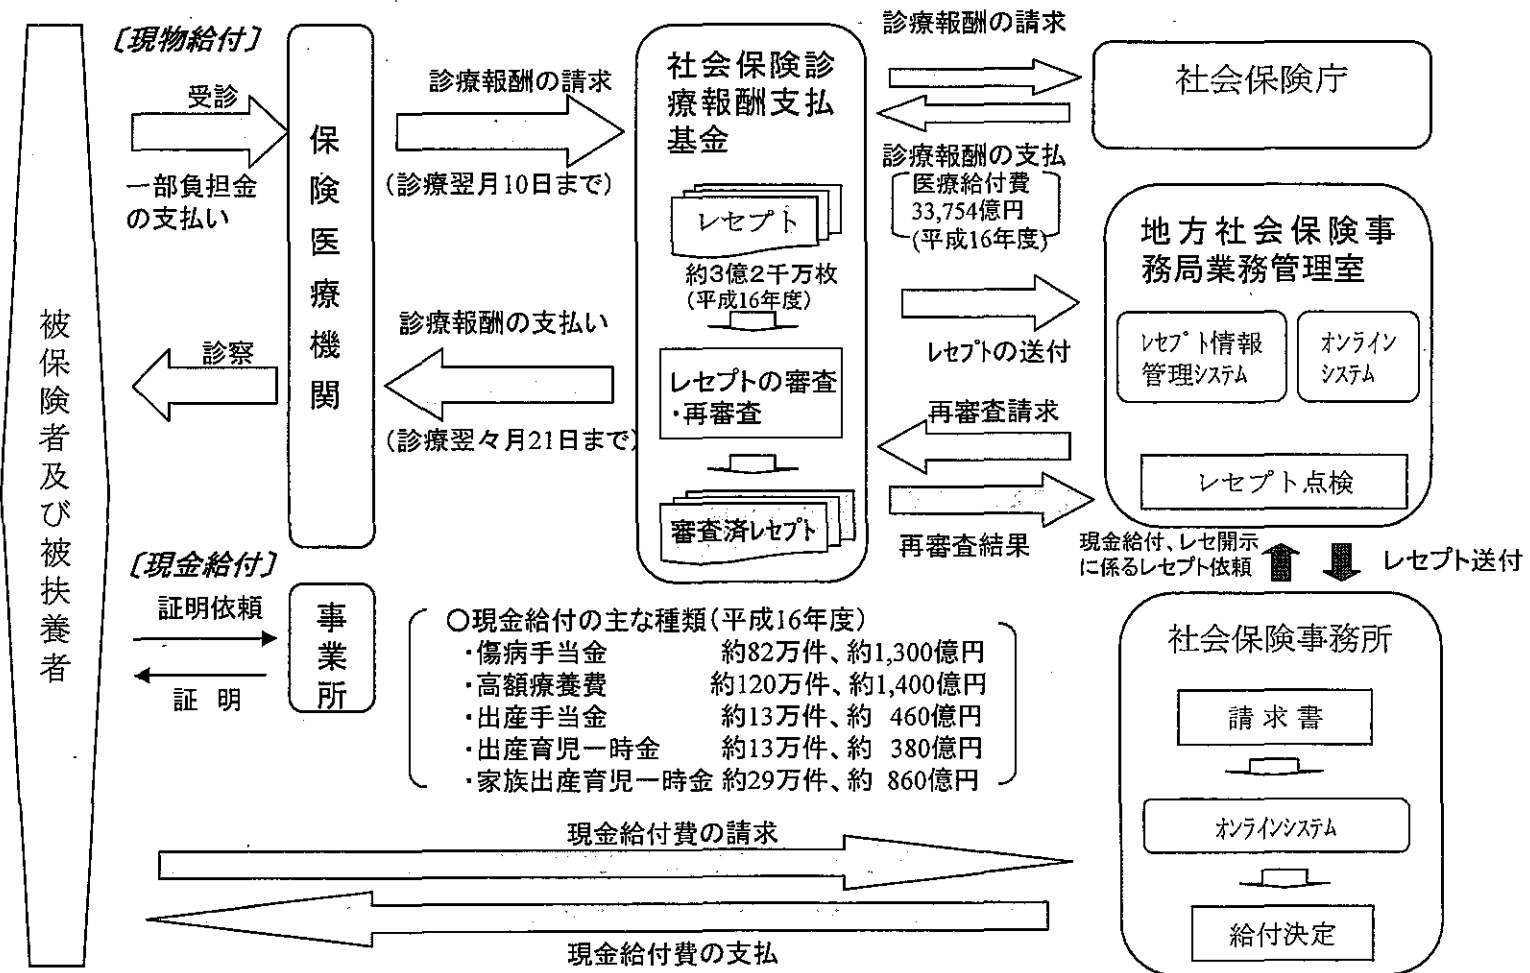 〔現物給付〕
受診
一部負担金
の支払い
保険医療機関
診療報酬の請求
(診療翌月10日まで)
社会保険診
療報酬支払
基金
レセプト
約3億2千万枚
(平成16年度)
レセプトの審査
・再審査
審査済レセプト
診療報酬の請求
診療報酬の支払
医療給付費
33,754億円
(平成16年度)
社会保険庁
地方社会保険事
務局業務管理室
レセプト情報
管理システム
オンライン
システム
レセプト点検
レセプトの送付
再審査請求
再審査結果
診療報酬の支払い
(診療翌々月21日まで)
診察
被保険者及び被扶養者
〔現金給付〕
証明依頼
証 明
事業所
○現金給付の主な種類(平成16年度)
・傷病手当金 約82万件、約1,300億円
・高額療養費 約120万件、約1,400億円
・出産手当金 約13万件、約 460億円
・出産育児一時金 約13万件、約 380億円
・家族出産育児一時金 約29万件、約 860億円
現金給付、レセ開示
に係るレセプト依頼
レセプト送付
社会保険事務所
請求書
オンラインシステム
給付決定
現金給付費の請求
現金給付費の支払